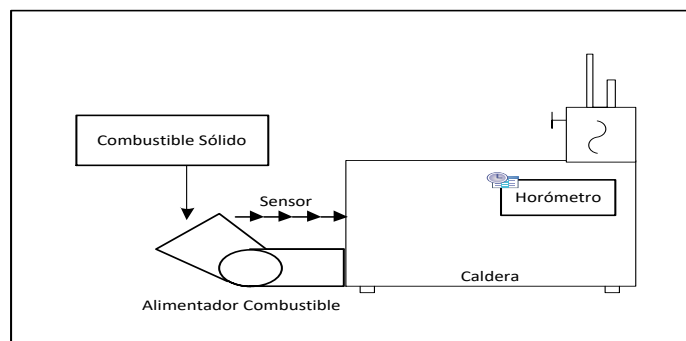 Combustible Sólido
Sensor
Horómetro
Caldera
Alimentador Combustible